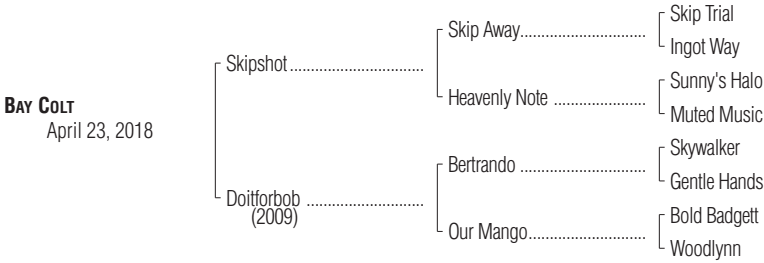 Skip Trial
Skip Away
Ingot Way
Skipshot
Sunny's Halo
Heavenly Note
Muted Music
BAY COLT
April 23, 2018
Skywalker
Bertrando
Gentle Hands
Doitforbob
(2009)
Bold Badgett
Our Mango
Woodlynn